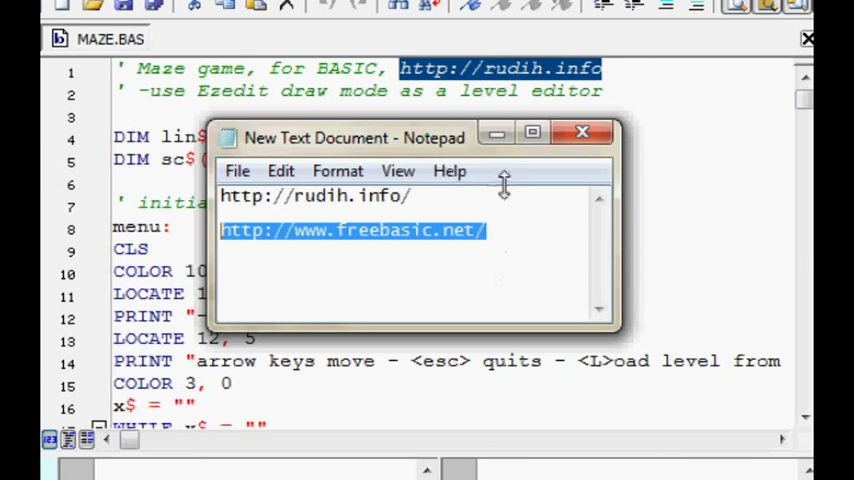 MAZE.BAS
1 ' Maze game, for BASIC, http://rudih.info
2 ' -use Ezedit draw mode as a level editor
3
4 DIM lin$
5 DIM sc$(
6
7 ' initia
8 menu:
9 CLS
10 COLOR 10
11 LOCATE 1
12 PRINT "-
13 LOCATE 12, 5
14 PRINT "arrow keys move - <esc> quits - <L>oad level from
15 COLOR 3, 0
16 x$ = ""
17 WHILE x$ = ""
New Text Document - Notepad
File Edit Format View Help
http://rudih.info/
http://www.freebasic.net/